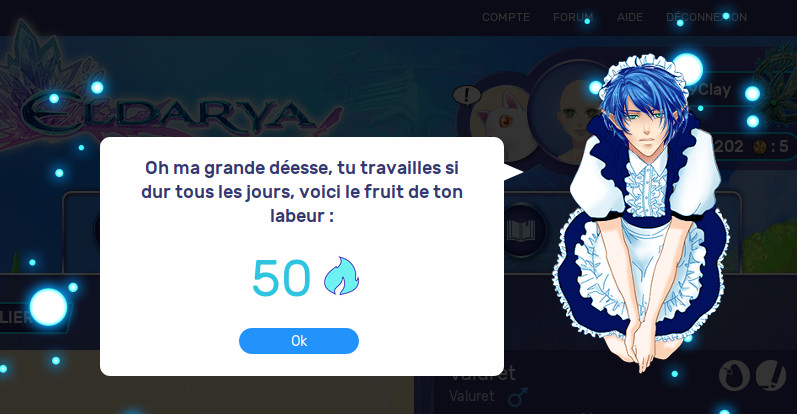 COMPTE FORUM AIDE DÉCONNEXION
ELDARYA
Clay
202 : 5
Oh ma grande déesse, tu travailles si
dur tous les jours, voici le fruit de ton
labeur :
50
Ok
LIER
Valuret
Valuret